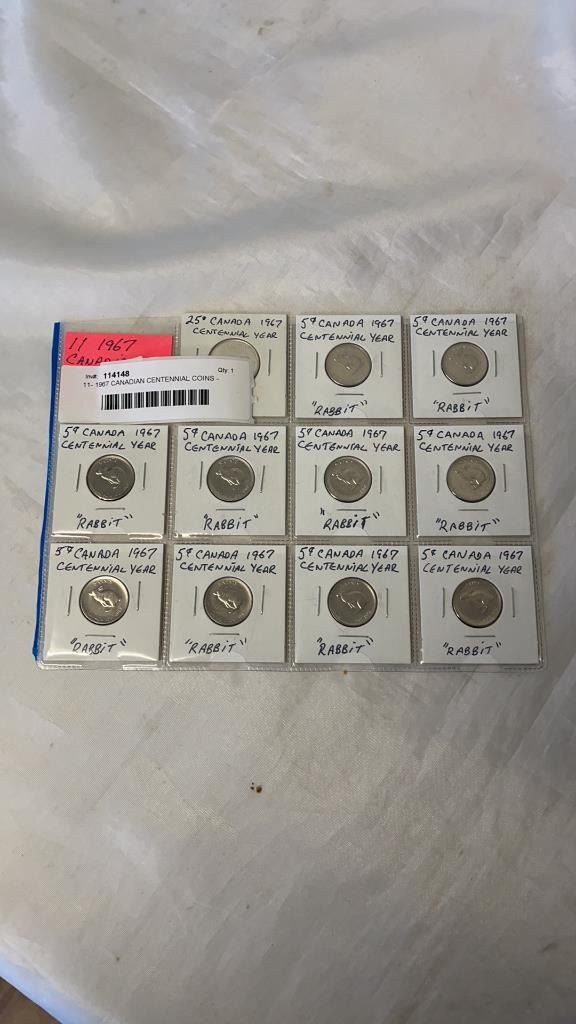 11 1967
CANADI
Inv#: 114148 Qty: 1
11- 1967 CANADIAN CENTENNIAL COINS -
25¢ CANADA 1967
CENTENNIAL YEAR
5¢ CANADA 1967
CENTENNIAL YEAR
"RABBIT"
5¢ CANADA 1967
CENTENNIAL YEAR
"RABBIT"
5¢ CANADA 1967
CENTENNIAL YEAR
"RABBIT"
5¢ CANADA 1967
CENTENNIAL YEAR
"RABBIT"
5¢ CANADA 1967
CENTENNIAL YEAR
"RABBIT"
5¢ CANADA 1967
CENTENNIAL YEAR
"RABBIT"
5¢ CANADA 1967
CENTENNIAL YEAR
"RABBIT"
5¢ CANADA 1967
CENTENNIAL YEAR
"RABBIT"
5¢ CANADA 1967
CENTENNIAL YEAR
"RABBIT"
5¢ CANADA 1967
CENTENNIAL YEAR
"RABBIT"